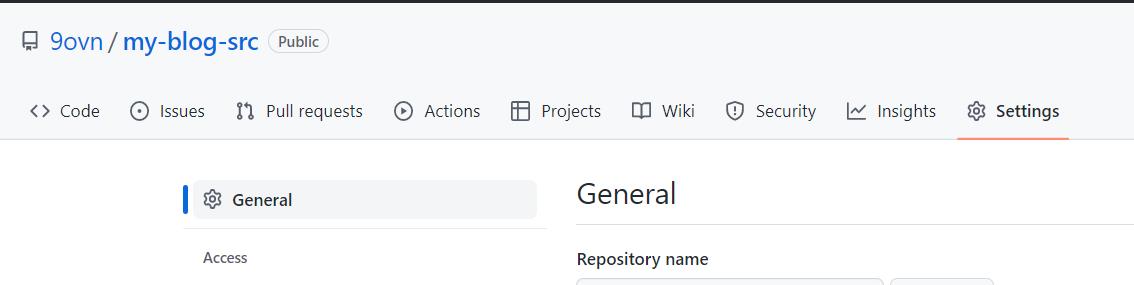 9ovn / my-blog-src Public
Code Issues Pull requests Actions Projects Wiki Security Insights Settings
General
General
Access
Repository name